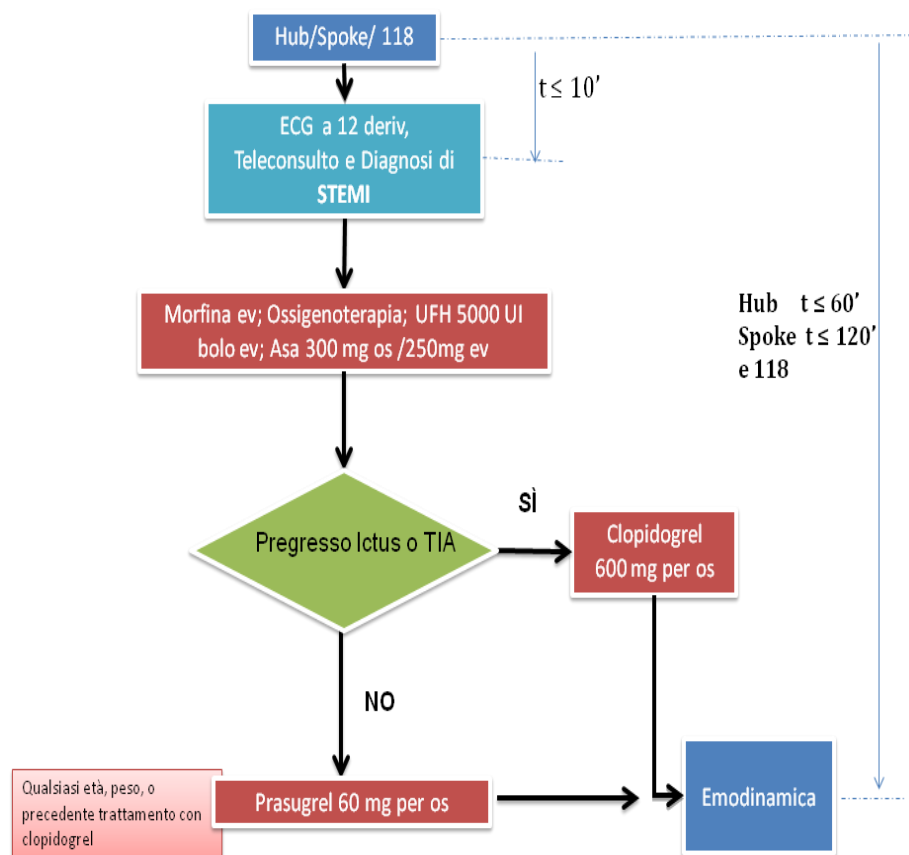 Hub/Spoke/ 118
t ≤ 10’
ECG a 12 deriv,
Teleconsulto e Diagnosi di
STEMI
Morfina ev; Ossigenoterapia; UFH 5000 UI
bolo ev; Asa 300 mg os /250mg ev
Hub t ≤ 60’
Spoke t ≤ 120’
e 118
Pregresso Ictus o TIA
SÌ
Clopidogrel
600 mg per os
NO
Qualsiasi età, peso, o
precedente trattamento con
clopidogrel
Prasugrel 60 mg per os
Emodinamica